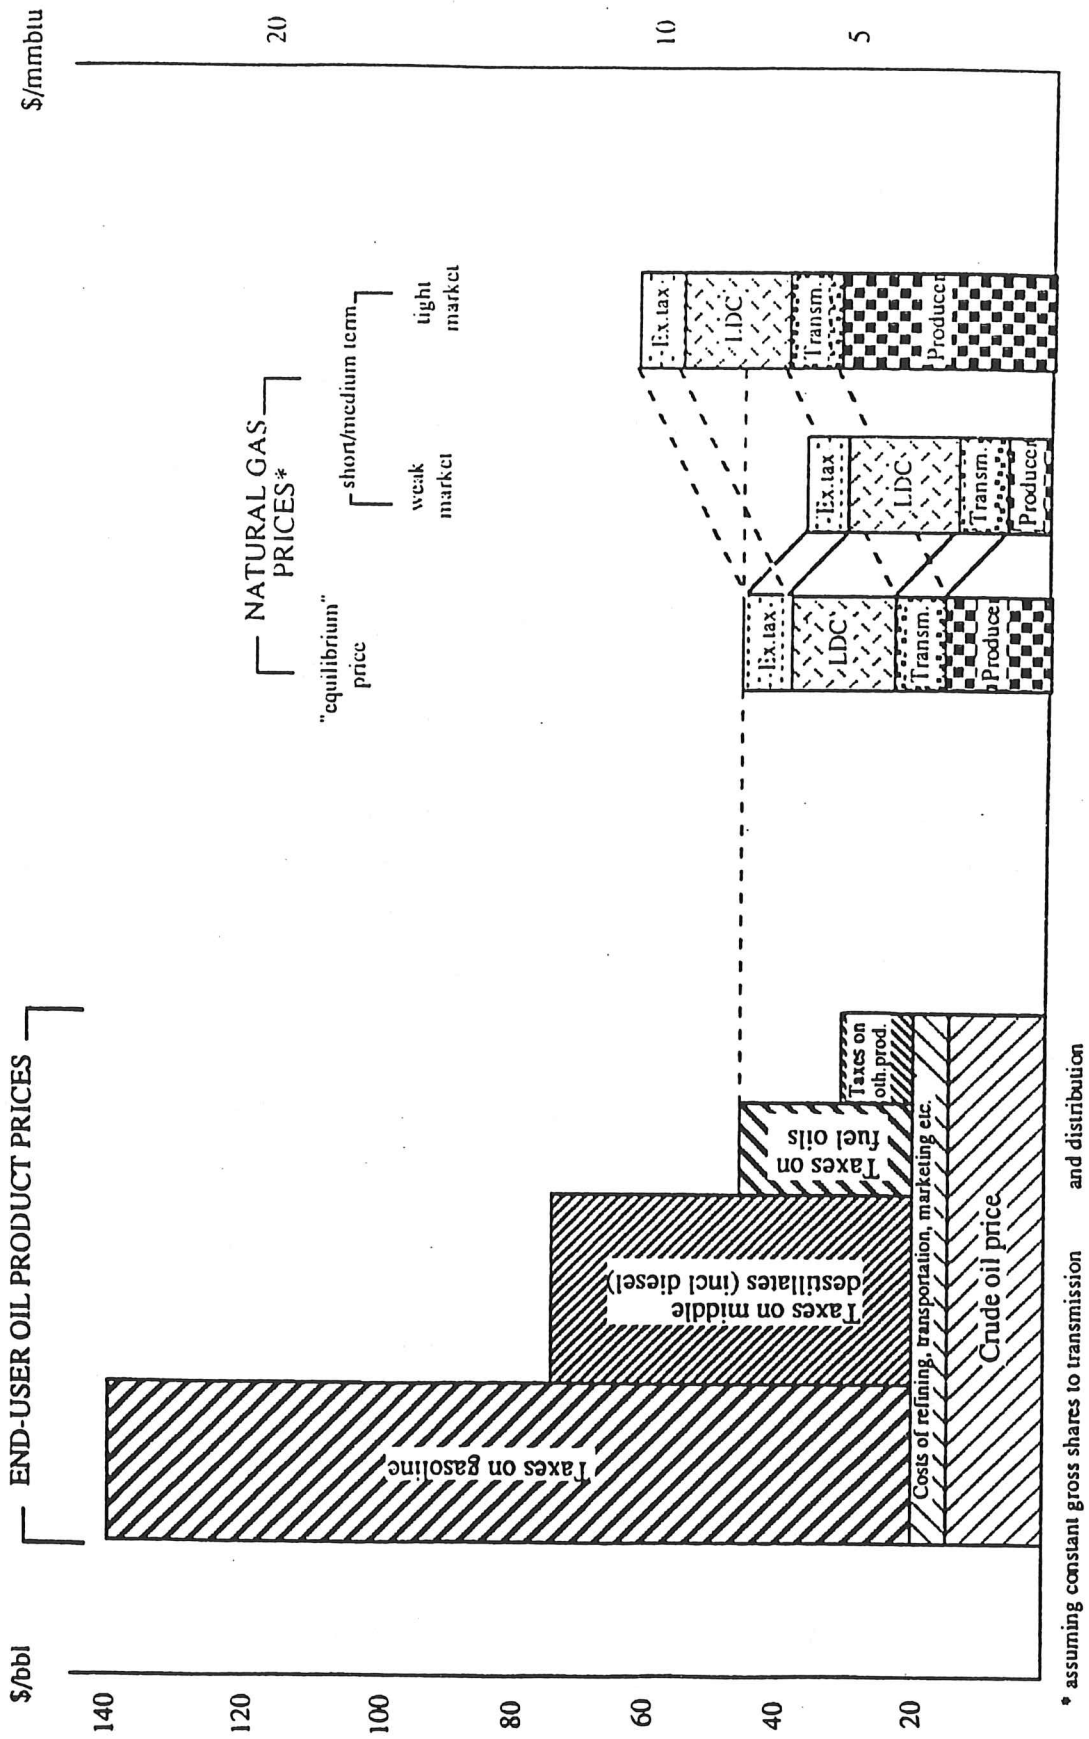 END-USER OIL PRODUCT PRICES
$/bbl
140
120
100
80
60
40
20
Taxes on gasoline
Taxes on middle
destillates (incl diesel)
Taxes on
fuel oils
Taxes on
oth.prod.
Costs of refining, transportation, marketing etc.
Crude oil price
NATURAL GAS
PRICES*
"equilibrium"
price
short/medium term
weak
market
tight
market
Ex.tax
LDC
Transm.
Produce
Ex.tax
LDC
Transm.
Producer
Ex.tax
LDC
Transm.
Producer
$/mmbtu
20
10
5
* assuming constant gross shares to transmission and distribution